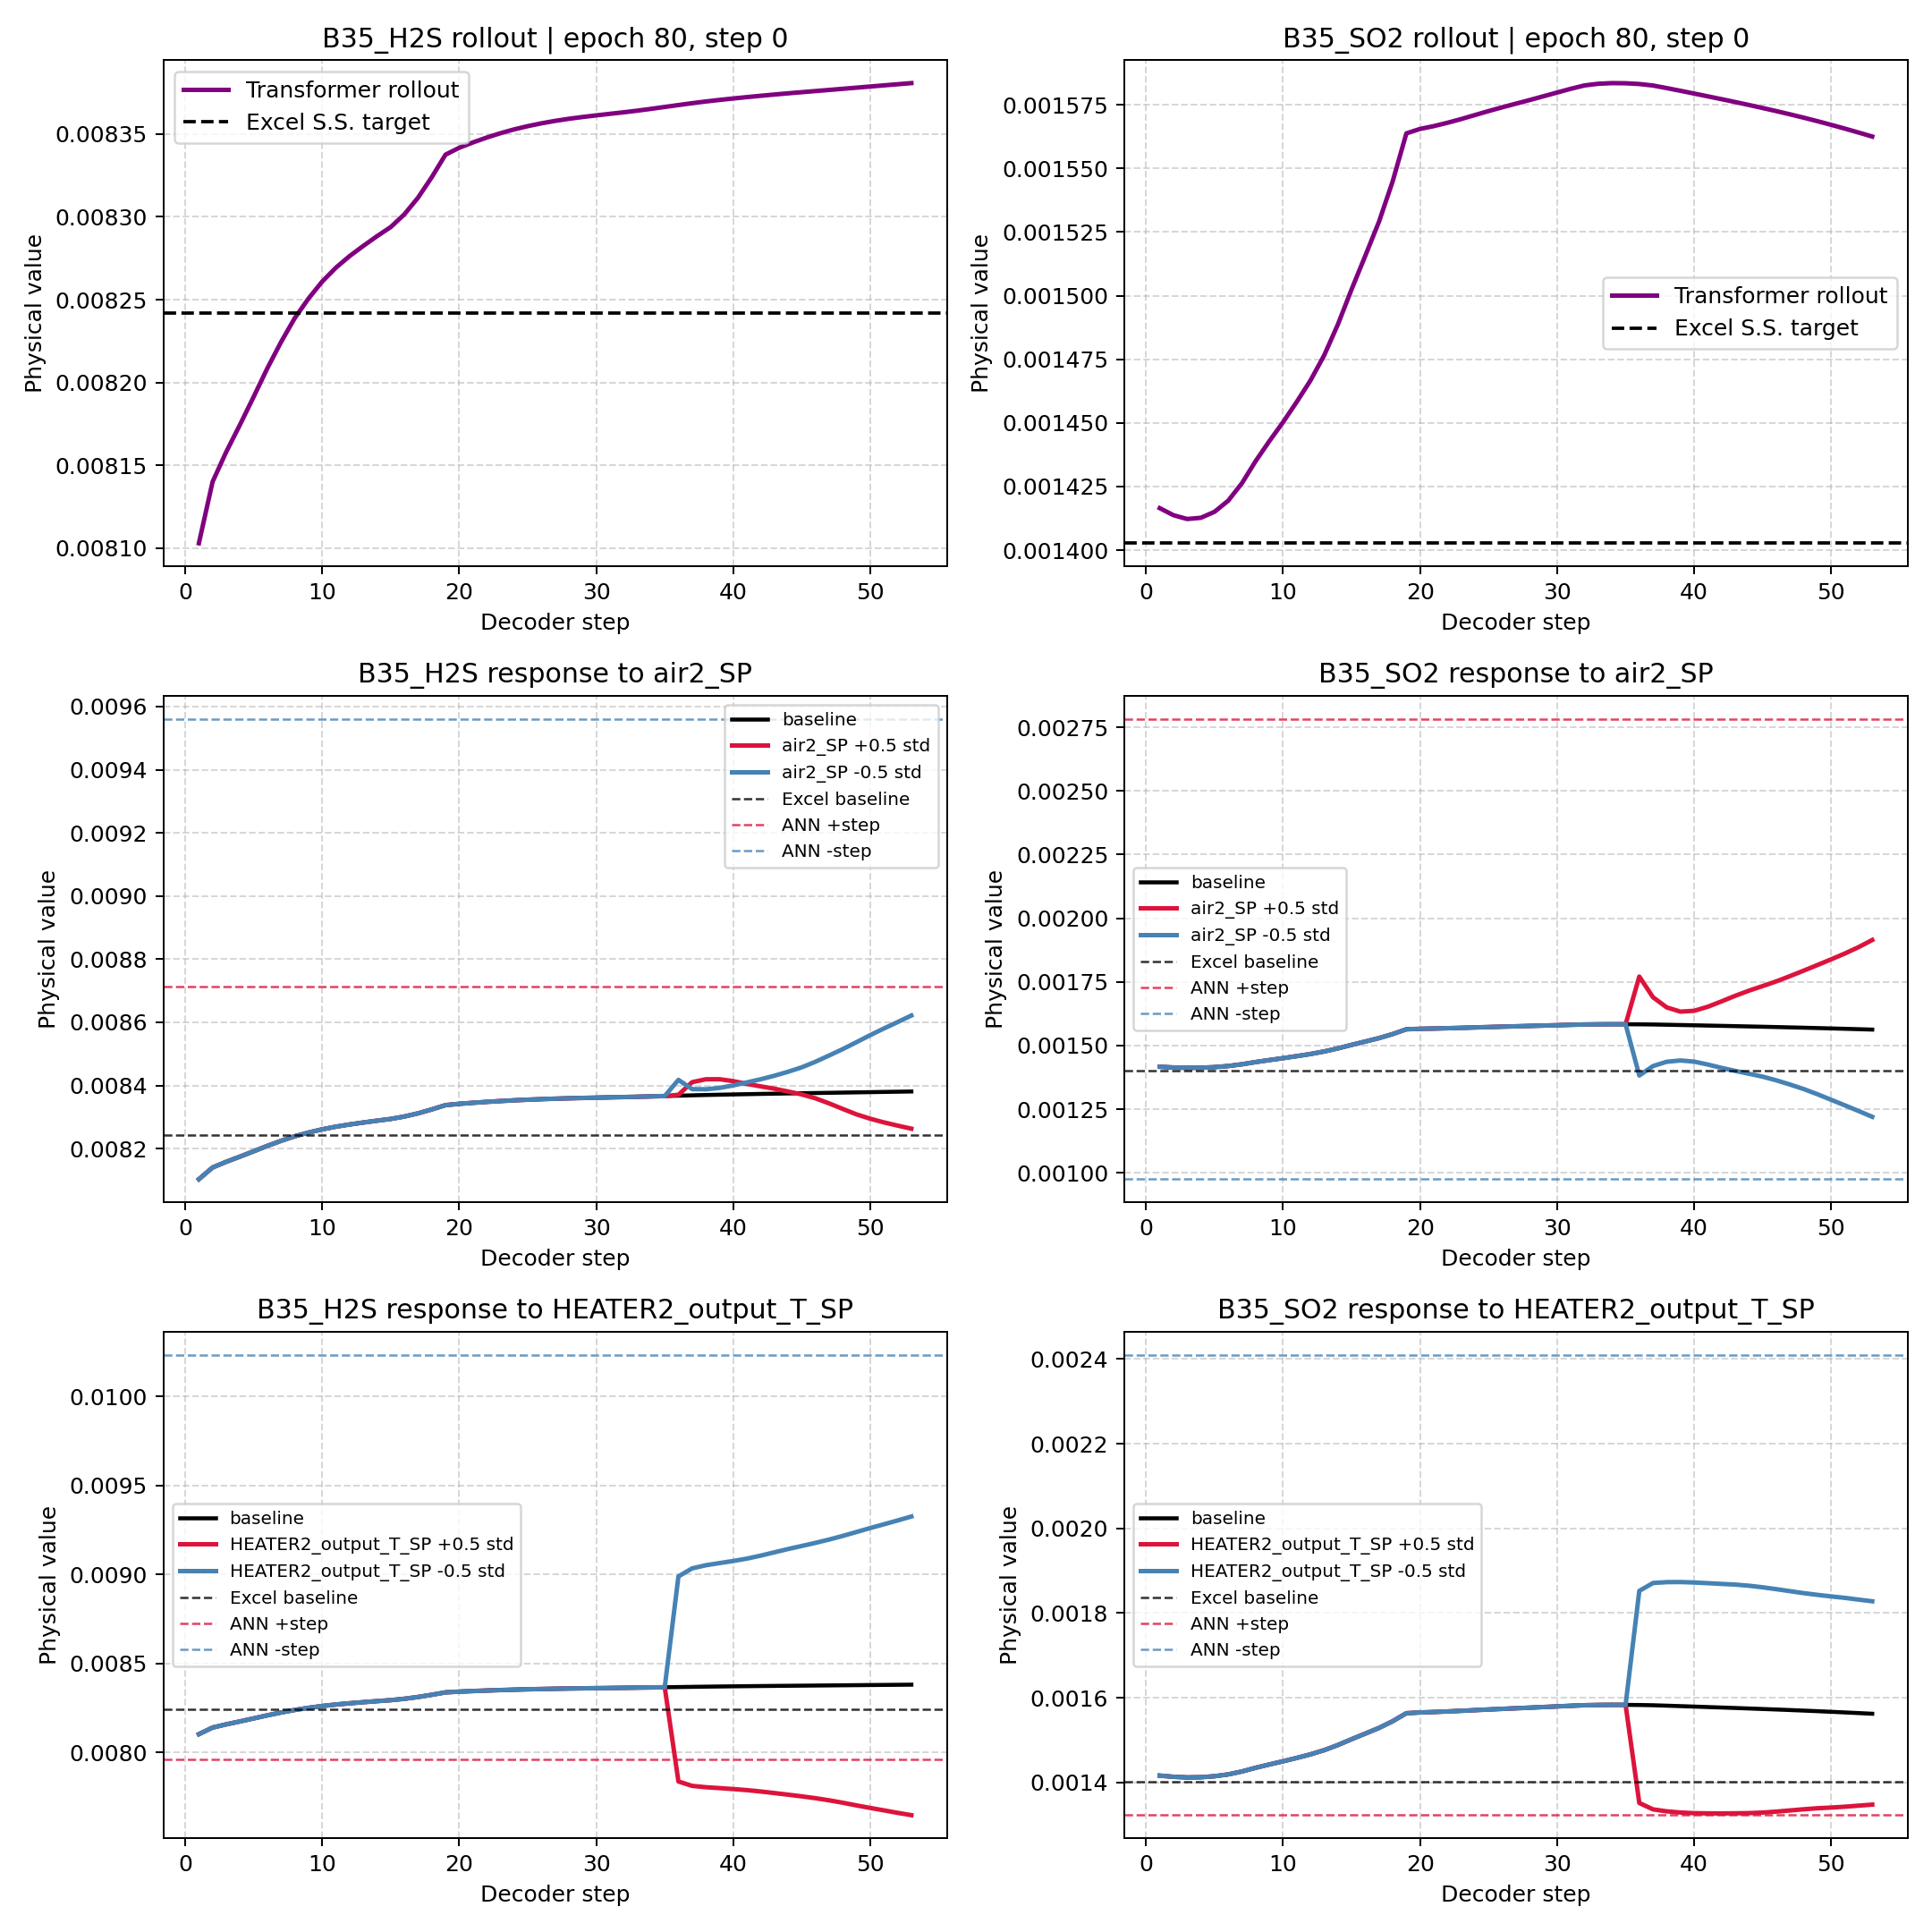 B35_H2S rollout | epoch 80, step 0
Physical value
0.00835
0.00830
0.00825
0.00820
0.00815
0.00810
Transformer rollout
Excel S.S. target
0 10 20 30 40 50
Decoder step
B35_SO2 rollout | epoch 80, step 0
Physical value
0.001575
0.001550
0.001525
0.001500
0.001475
0.001450
0.001425
0.001400
Transformer rollout
Excel S.S. target
0 10 20 30 40 50
Decoder step
B35_H2S response to air2_SP
Physical value
0.0096
0.0094
0.0092
0.0090
0.0088
0.0086
0.0084
0.0082
baseline
air2_SP +0.5 std
air2_SP -0.5 std
Excel baseline
ANN +step
ANN -step
0 10 20 30 40 50
Decoder step
B35_SO2 response to air2_SP
Physical value
0.00275
0.00250
0.00225
0.00200
0.00175
0.00150
0.00125
0.00100
baseline
air2_SP +0.5 std
air2_SP -0.5 std
Excel baseline
ANN +step
ANN -step
0 10 20 30 40 50
Decoder step
B35_H2S response to HEATER2_output_T_SP
Physical value
0.0100
0.0095
0.0090
0.0085
0.0080
baseline
HEATER2_output_T_SP +0.5 std
HEATER2_output_T_SP -0.5 std
Excel baseline
ANN +step
ANN -step
0 10 20 30 40 50
Decoder step
B35_SO2 response to HEATER2_output_T_SP
Physical value
0.0024
0.0022
0.0020
0.0018
0.0016
0.0014
baseline
HEATER2_output_T_SP +0.5 std
HEATER2_output_T_SP -0.5 std
Excel baseline
ANN +step
ANN -step
0 10 20 30 40 50
Decoder step